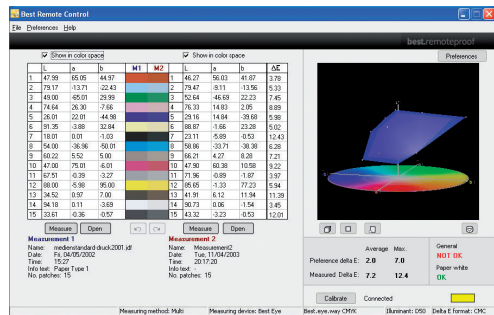 Best Remote Control
File Preferences Help
best.remoteproof
Show in color space Show in color space Preferences
L a b M1 M2 L a b ΔE
1 47.99 65.05 44.97 1 46.27 56.03 41.87 3.78
2 79.17 -13.71 -22.43 2 79.47 -9.11 -13.56 5.33
3 49.00 -65.01 29.99 3 52.64 -46.69 22.23 7.45
4 74.64 26.30 -7.66 4 76.33 14.83 2.05 8.89
5 26.01 22.01 -44.98 5 29.16 14.84 -39.68 5.98
6 91.35 -3.88 32.84 6 88.87 -1.66 23.28 5.02
7 18.01 0.01 -1.03 7 23.11 -5.89 -0.53 12.43
8 54.00 -36.96 -50.01 8 58.86 -33.71 -38.38 6.28
9 60.22 5.52 5.00 9 66.21 4.27 8.28 7.21
10 47.00 75.01 -6.01 10 47.90 60.38 10.58 9.22
11 67.51 -0.39 -3.27 11 71.96 -0.89 -1.87 3.97
12 88.00 -5.98 95.00 12 85.65 -1.33 77.23 5.94
13 34.52 0.97 7.00 13 41.91 6.12 11.94 11.39
14 94.18 0.11 -3.69 14 90.73 0.06 -1.54 3.45
15 33.61 -0.36 -0.57 15 43.32 -3.23 -0.53 12.01
Measure Open Measure Open
Measurement 1 Measurement 2
Name: medienstandard-druck2001.jdf Name: Measurement2
Date: Fri, 04/05/2002 Date: Tue, 11/04/2003
Time: 15:27 Time: 20:17:20
Info text: Paper Type 1 Info text: -
No. patches: 15 No. patches: 15
Average Max. General
Preference delta E: 2.0 7.0 NOT OK
Measured Delta E: 7.2 12.4 Paper white
OK
Calibrate Connected
Measuring method: Multi Measuring device: Best Eye Best.eye.way CMYK Illuminant: D50 Delta E format: CMC